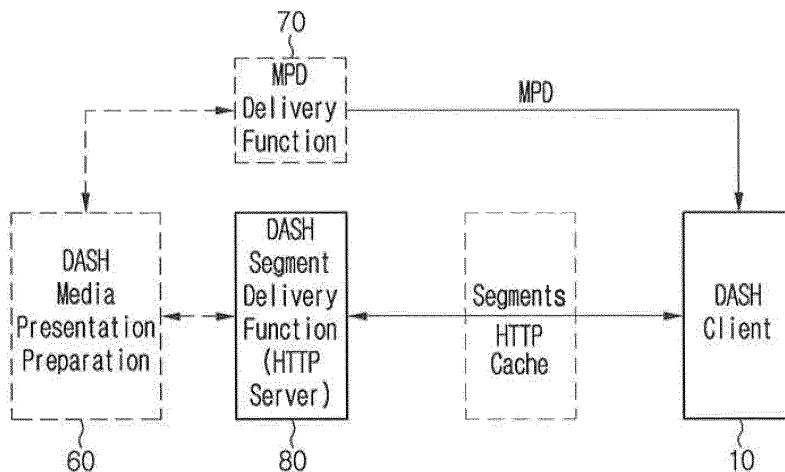 70
MPD
Delivery
Function
MPD
DASH
Media
Presentation
Preparation
DASH
Segment
Delivery
Function
(HTTP
Server)
Segments
HTTP
Cache
DASH
Client
60
80
10